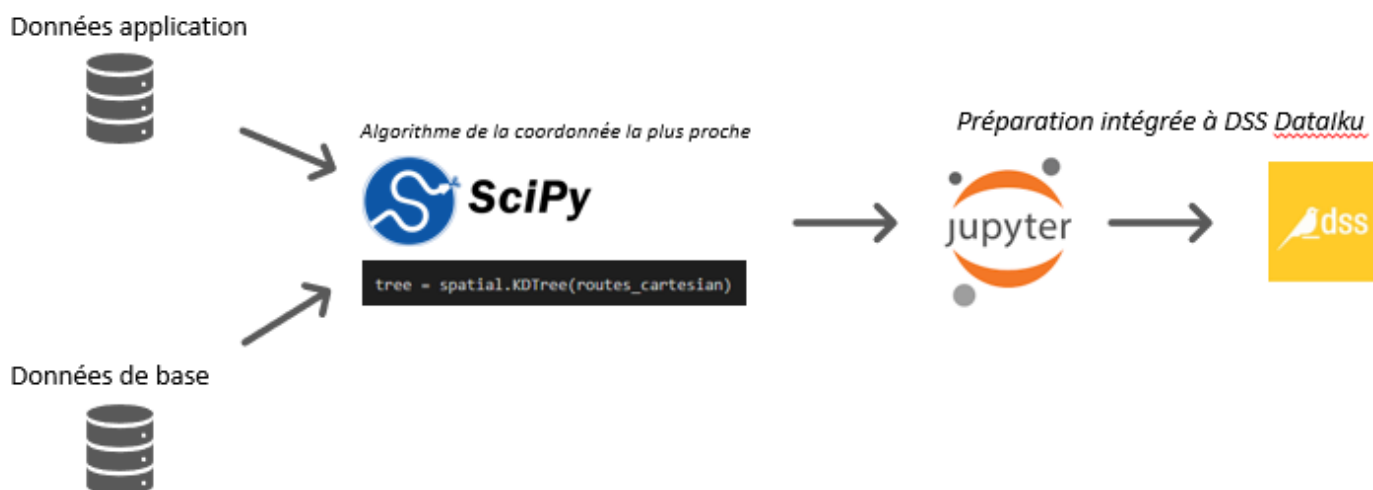 Données application
Algorithme de la coordonnée la plus proche
Préparation intégrée à DSS DataIku
SciPy
jupyter
dss
tree = spatial.KDTree(routes_cartesian)
Données de base